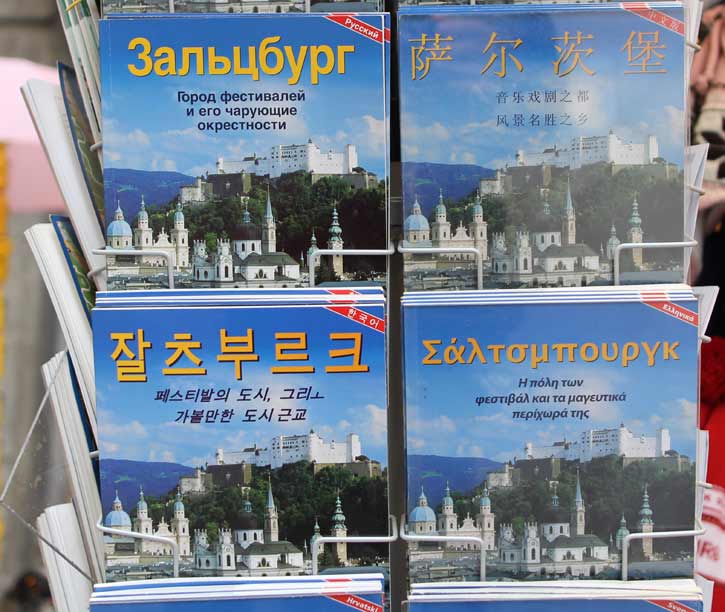 Русский
Зальцбург
Город фестивалей
и его чарующие
окрестности
中文版
萨尔茨堡
音乐戏剧之都
风景名胜之乡
한국어
잘츠부르크
페스티발의 도시, 그리ㅗ
가볼만한 도시 근교
Ελληνικά
Σάλτσμπουργκ
Η πόλη των
φεστιβάλ και τα μαγευτικά
περίχωρά της
Hrvatski